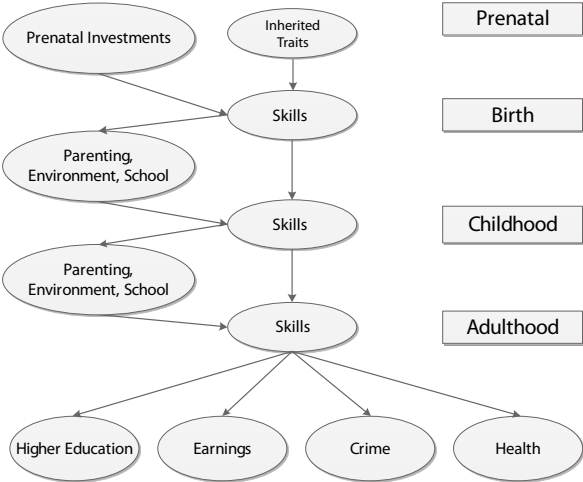 Prenatal Investments
Inherited
Traits
Prenatal
Skills
Birth
Parenting,
Environment, School
Skills
Childhood
Parenting,
Environment, School
Skills
Adulthood
Higher Education
Earnings
Crime
Health